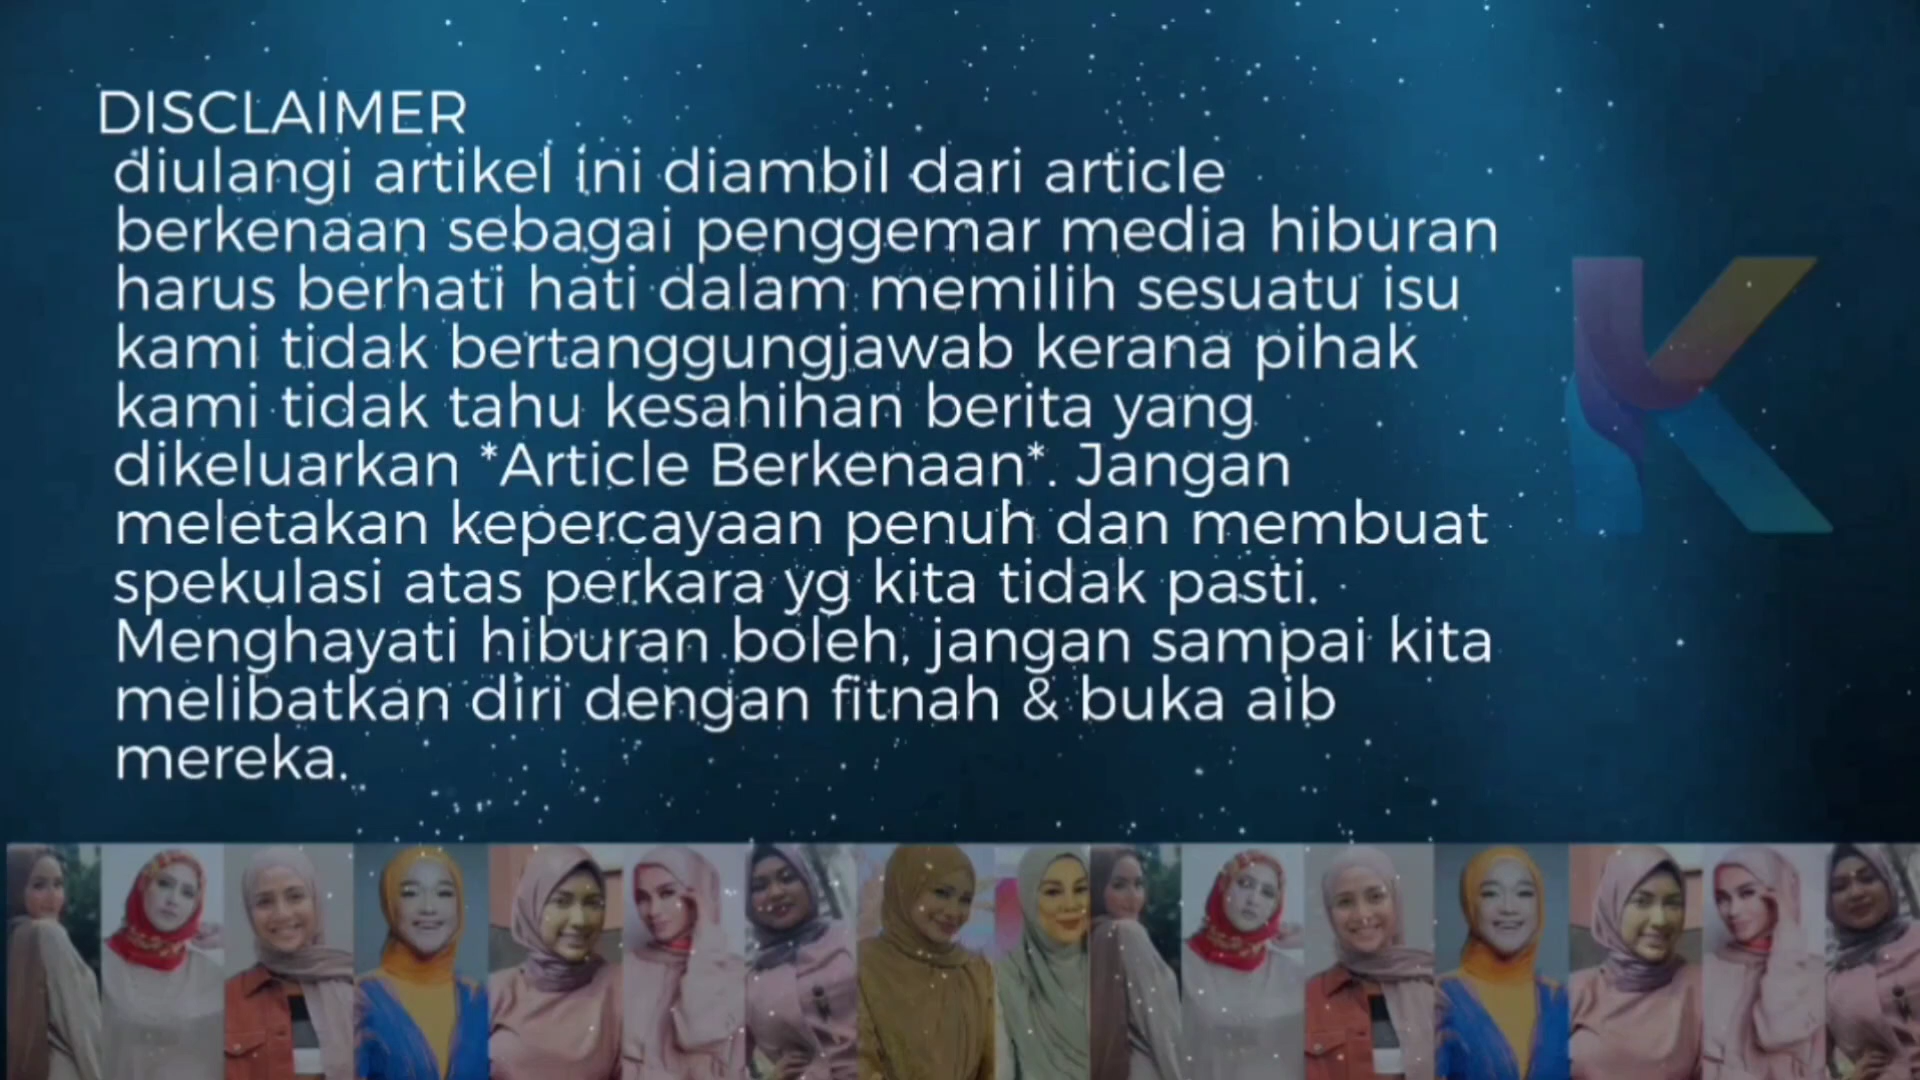 DISCLAIMER
diulangi artikel ini diambil dari article
berkenaan sebagai penggemar media hiburan
harus berhati hati dalam memilih sesuatu isu
kami tidak bertanggungjawab kerana pihak
kami tidak tahu kesahihan berita yang
dikeluarkan *Article Berkenaan*. Jangan
meletakan kepercayaan penuh dan membuat
spekulasi atas perkara yg kita tidak pasti.
Menghayati hiburan boleh, jangan sampai kita
melibatkan diri dengan fitnah & buka aib
mereka.
K